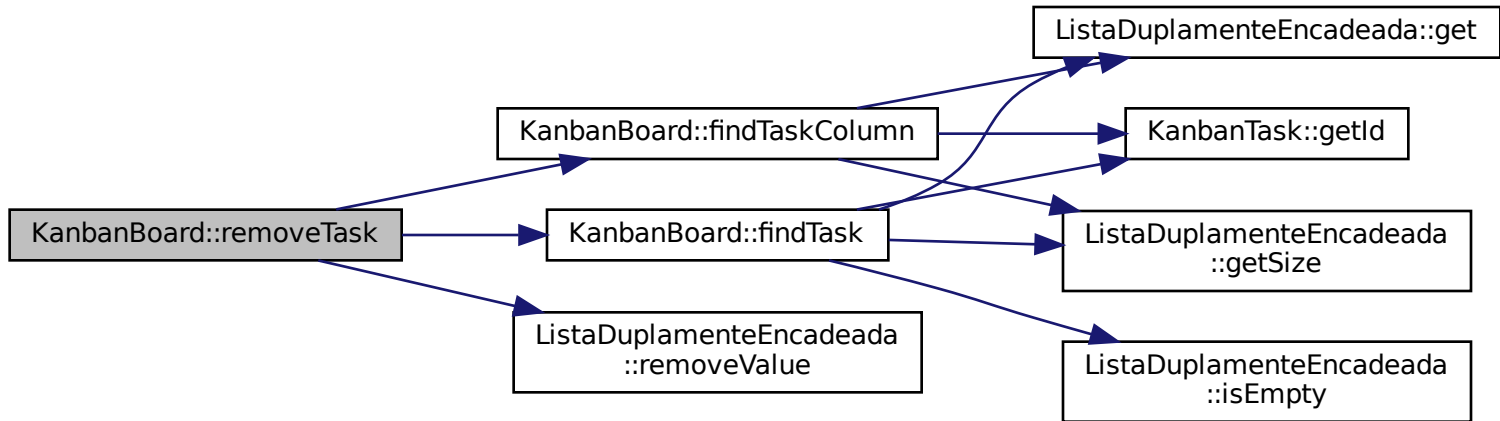 KanbanBoard::removeTask
KanbanBoard::findTaskColumn
KanbanBoard::findTask
ListaDuplamenteEncadeada
::removeValue
ListaDuplamenteEncadeada::get
KanbanTask::getId
ListaDuplamenteEncadeada
::getSize
ListaDuplamenteEncadeada
::isEmpty